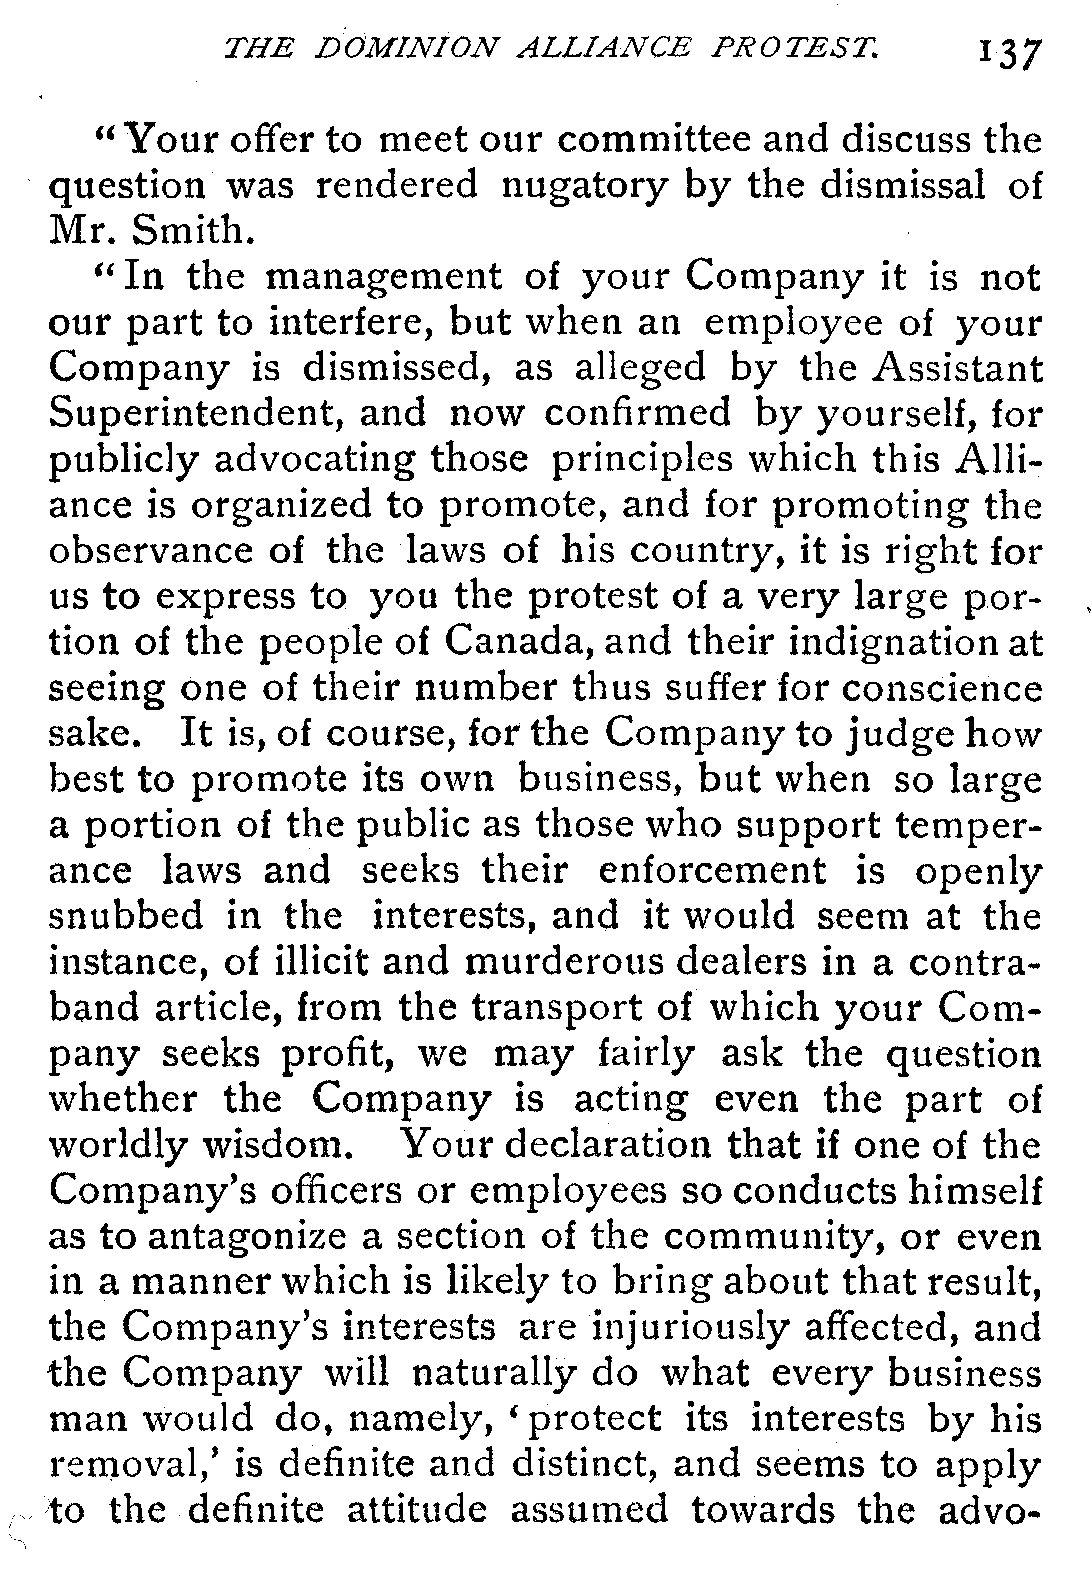 THE DOMINION ALLIANCE PROTEST. 137
“Your offer to meet our committee and discuss the
question was rendered nugatory by the dismissal of
Mr. Smith.
“In the management of your Company it is not
our part to interfere, but when an employee of your
Company is dismissed, as alleged by the Assistant
Superintendent, and now confirmed by yourself, for
publicly advocating those principles which this Alli-
ance is organized to promote, and for promoting the
observance of the laws of his country, it is right for
us to express to you the protest of a very large por-
tion of the people of Canada, and their indignation at
seeing one of their number thus suffer for conscience
sake. It is, of course, for the Company to judge how
best to promote its own business, but when so large
a portion of the public as those who support temper-
ance laws and seeks their enforcement is openly
snubbed in the interests, and it would seem at the
instance, of illicit and murderous dealers in a contra-
band article, from the transport of which your Com-
pany seeks profit, we may fairly ask the question
whether the Company is acting even the part of
worldly wisdom. Your declaration that if one of the
Company's officers or employees so conducts himself
as to antagonize a section of the community, or even
in a manner which is likely to bring about that result,
the Company's interests are injuriously affected, and
the Company will naturally do what every business
man would do, namely, ‘protect its interests by his
removal,’ is definite and distinct, and seems to apply
to the definite attitude assumed towards the advo-